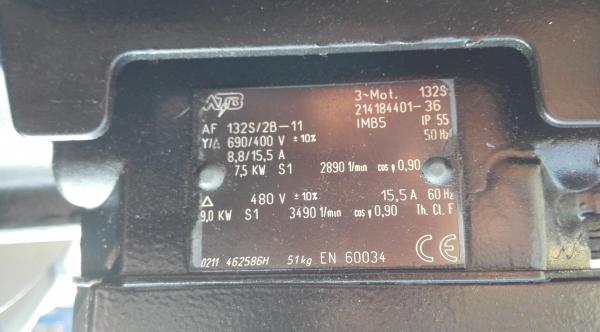 ATB 3~Mot. 132S
214184401-36
AF 132S/2B-11 IMB5 IP 55
Y/Δ 690/400 V ±10% 50 Hz
8,8/15,5 A
7,5 KW S1 2890 1/min cos φ 0,90
Δ 480 V ±10% 15,5 A 60 Hz
9,0 KW S1 3490 1/min cos φ 0,90 Th. Cl. F
0211 462586H 51kg EN 60034 CE